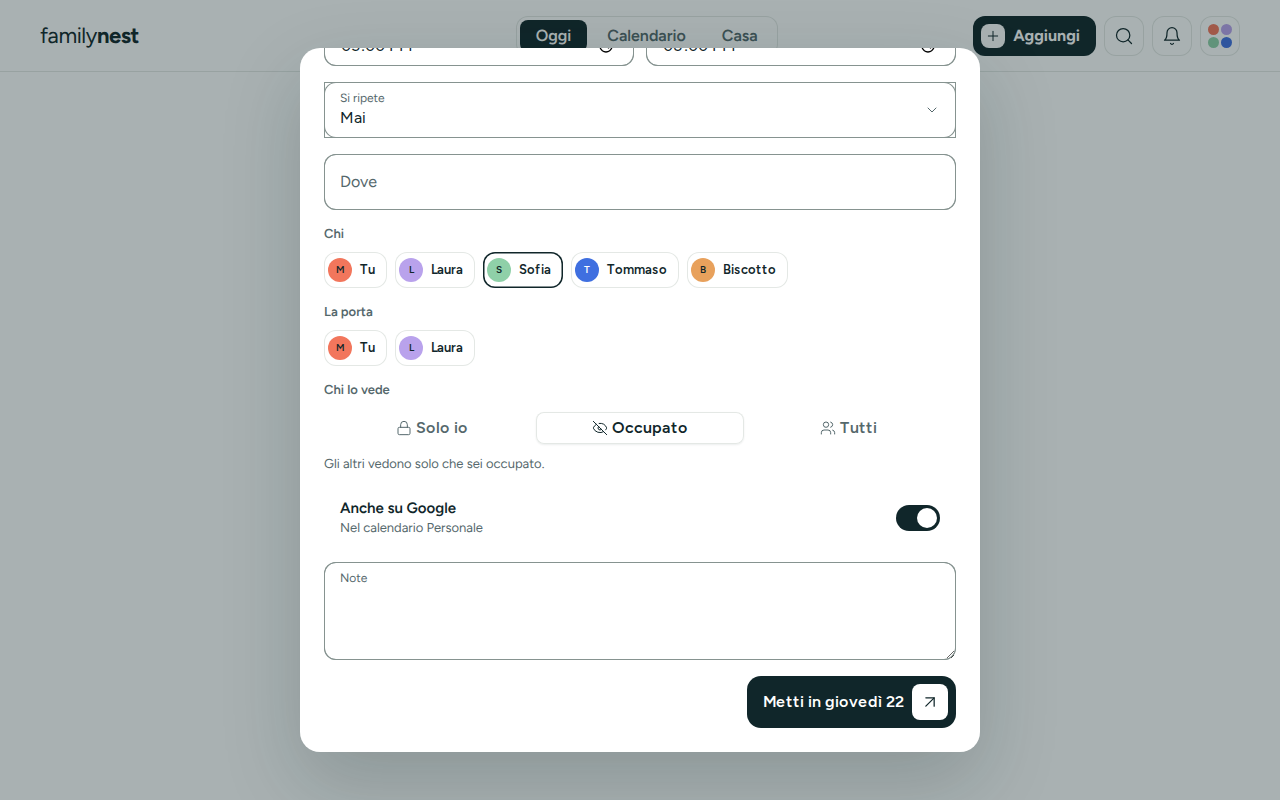 familynest
Oggi
Calendario
Casa
Aggiungi
Si ripete
Mai
Dove
Chi
M Tu
L Laura
S Sofia
T Tommaso
B Biscotto
La porta
M Tu
L Laura
Chi lo vede
Solo io
Occupato
Tutti
Gli altri vedono solo che sei occupato.
Anche su Google
Nel calendario Personale
Note
Metti in giovedì 22